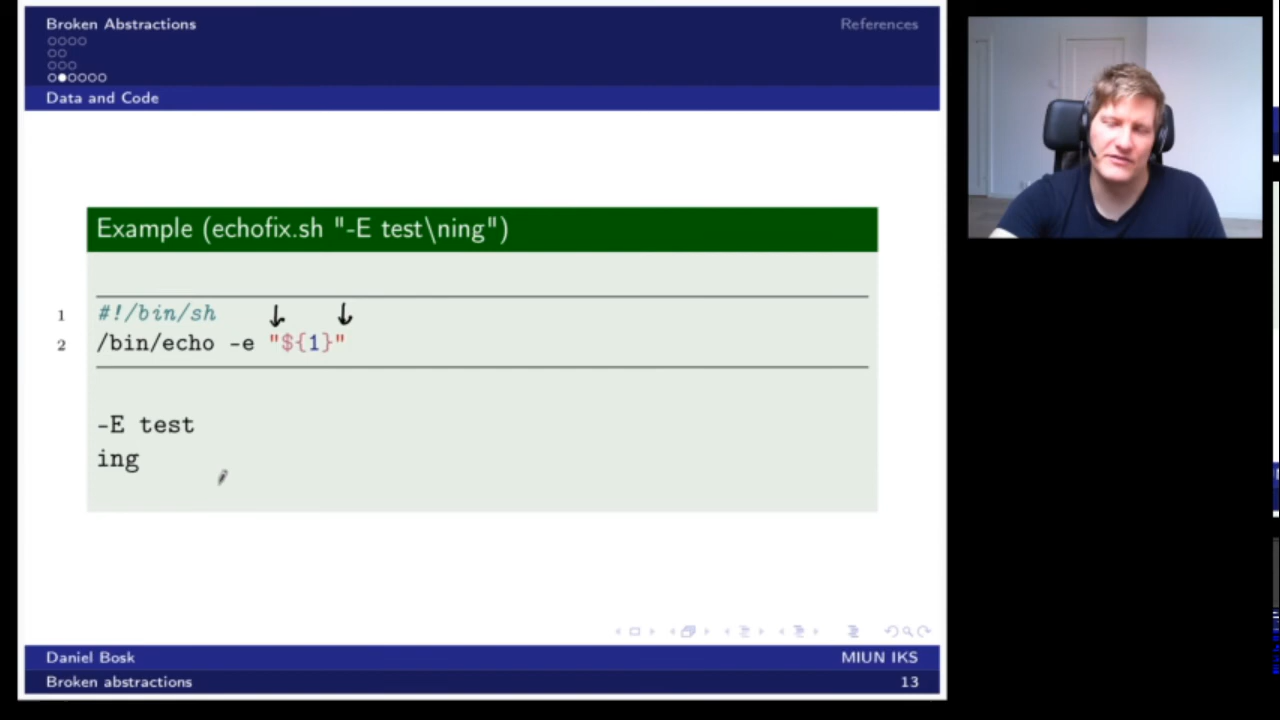 Broken Abstractions
References
Data and Code
Example (echofix.sh "-E test\ning")
1 #!/bin/sh
2 /bin/echo -e "${1}"
-E test
ing
Daniel Bosk
MIUN IKS
Broken abstractions
13